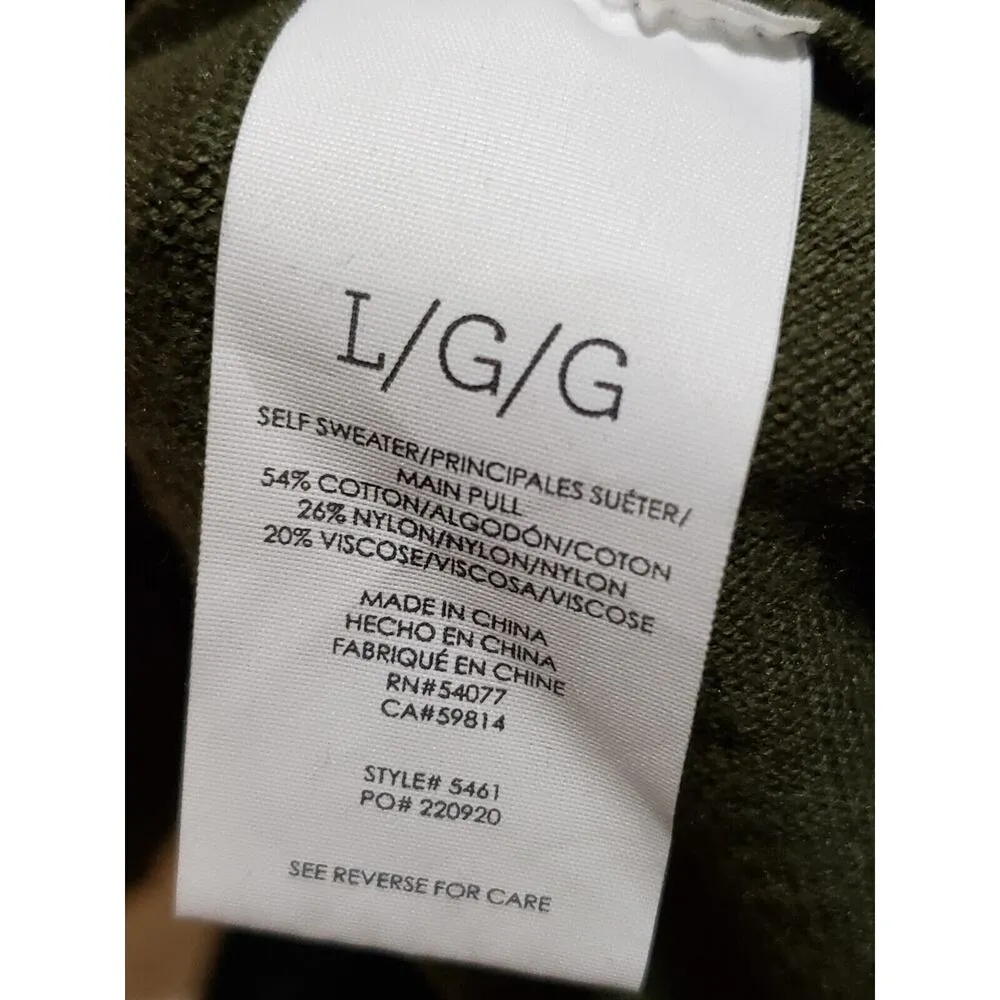 L/G/G
SELF SWEATER/PRINCIPALES SUÉTER/
MAIN PULL
54% COTTON/ALGODÓN/COTON
26% NYLON/NYLON/NYLON
20% VISCOSE/VISCOSA/VISCOSE
MADE IN CHINA
HECHO EN CHINA
FABRIQUÉ EN CHINE
RN#54077
CA#59814
STYLE# 5461
PO# 220920
SEE REVERSE FOR CARE